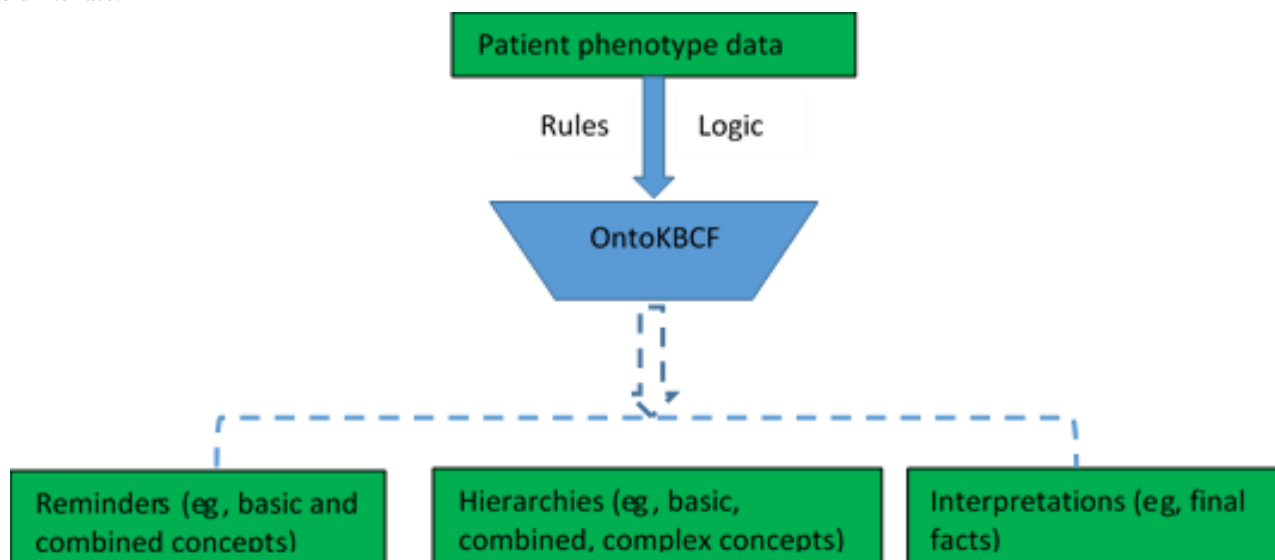 Patient phenotype data
Rules
Logic
OntoKBCF
Reminders (eg, basic and
combined concepts)
Hierarchies (eg, basic,
combined, complex concepts)
Interpretations (eg, final
facts)